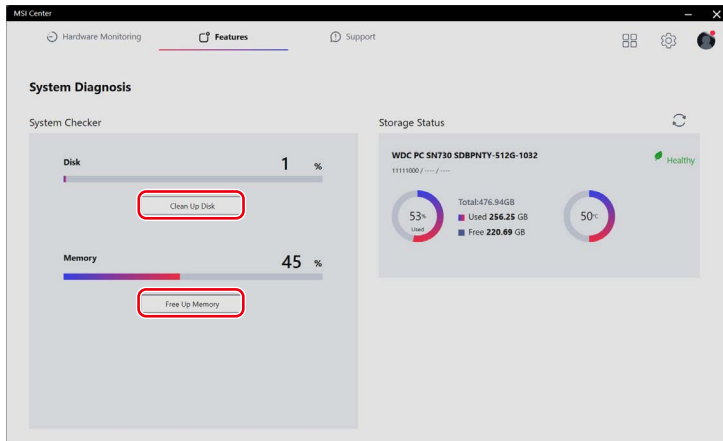 MSI Center
Hardware Monitoring
Features
Support
System Diagnosis
System Checker
Disk
1 %
Clean Up Disk
Memory
45 %
Free Up Memory
Storage Status
WDC PC SN730 SDBPNTY-512G-1032
11111000 / ---- / ----
Healthy
53%
Used
Total:476.94GB
Used 256.25 GB
Free 220.69 GB
50°C